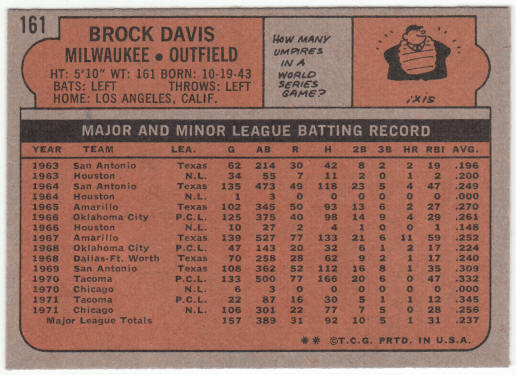 161
BROCK DAVIS
MILWAUKEE • OUTFIELD
HT: 5'10" WT: 161 BORN: 10-19-43
BATS: LEFT THROWS: LEFT
HOME: LOS ANGELES, CALIF.
HOW MANY
UMPIRES
IN A
WORLD
SERIES
GAME?
SIX!
MAJOR AND MINOR LEAGUE BATTING RECORD
YEAR TEAM LEA. G AB R H 2B 3B HR RBI AVG.
1963 San Antonio Texas 62 214 30 42 8 2 2 19 .196
1963 Houston N.L. 34 55 7 11 2 0 1 2 .200
1964 San Antonio Texas 135 473 49 118 23 5 4 47 .249
1964 Houston N.L. 1 3 0 0 0 0 0 0 .000
1965 Amarillo Texas 102 345 50 93 13 6 2 27 .270
1966 Oklahoma City P.C.L. 125 375 40 98 14 9 4 29 .261
1966 Houston N.L. 10 27 2 4 1 0 0 1 .148
1967 Amarillo Texas 139 527 77 133 21 6 11 59 .252
1968 Oklahoma City P.C.L. 47 143 20 32 6 1 2 17 .224
1968 Dallas-Ft. Worth Texas 70 258 28 62 9 2 1 17 .240
1969 San Antonio Texas 108 362 52 112 16 8 1 35 .309
1970 Tacoma P.C.L. 133 500 77 166 20 6 0 47 .332
1970 Chicago N.L. 6 3 0 0 0 0 0 0 .000
1971 Tacoma P.C.L. 22 87 16 30 5 1 1 12 .345
1971 Chicago N.L. 106 301 22 77 7 5 0 28 .256
Major League Totals 157 389 31 92 10 5 1 31 .237
** ©T.C.G. PRTD. IN U.S.A.